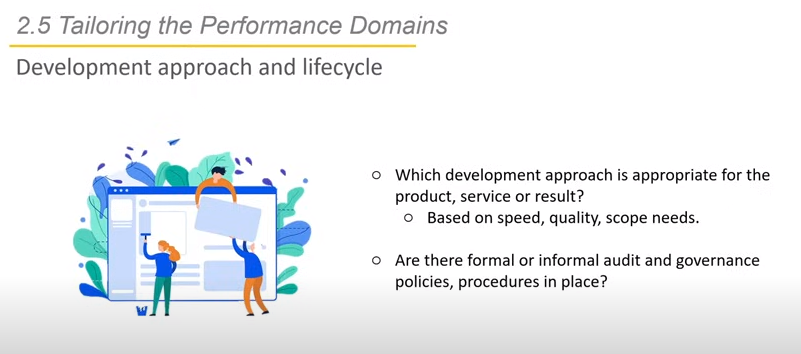 2.5 Tailoring the Performance Domains
Development approach and lifecycle
○ Which development approach is appropriate for the
product, service or result?
○ Based on speed, quality, scope needs.
○ Are there formal or informal audit and governance
policies, procedures in place?